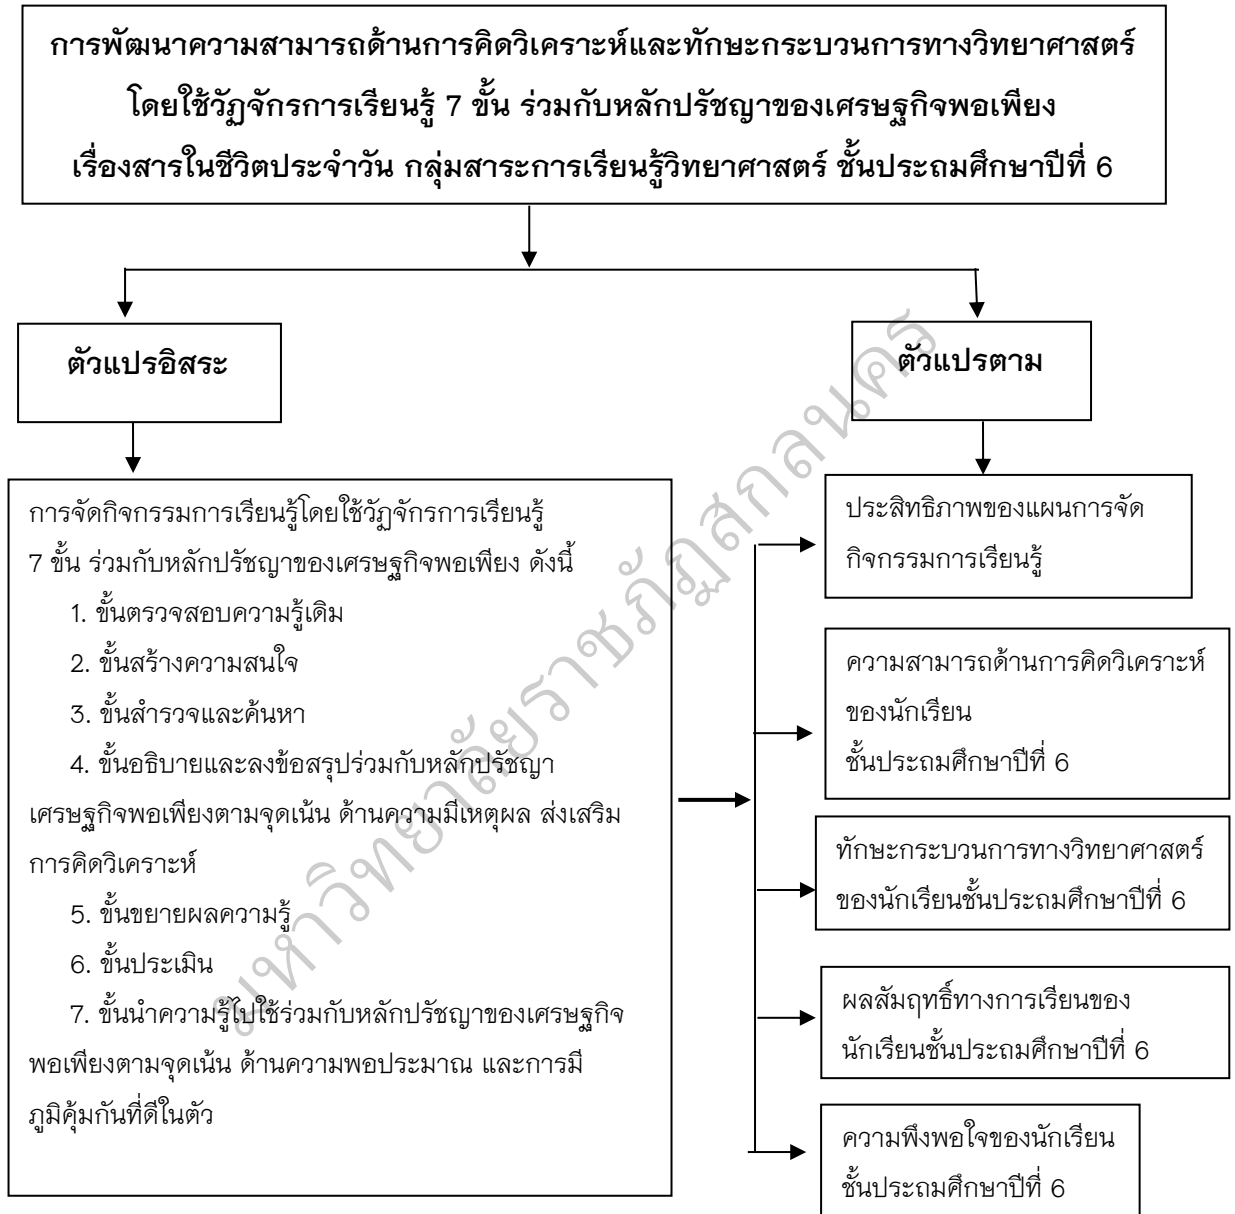 การพัฒนาความสามารถด้านการคิดวิเคราะห์และทักษะกระบวนการทางวิทยาศาสตร์
โดยใช้วัฏจักรการเรียนรู้ 7 ขั้น ร่วมกับหลักปรัชญาของเศรษฐกิจพอเพียง
เรื่องสารในชีวิตประจำวัน กลุ่มสาระการเรียนรู้วิทยาศาสตร์ ชั้นประถมศึกษาปีที่ 6
ตัวแปรอิสระ
ตัวแปรตาม
การจัดกิจกรรมการเรียนรู้โดยใช้วัฏจักรการเรียนรู้
7 ขั้น ร่วมกับหลักปรัชญาของเศรษฐกิจพอเพียง ดังนี้
1. ขั้นตรวจสอบความรู้เดิม
2. ขั้นสร้างความสนใจ
3. ขั้นสำรวจและค้นหา
4. ขั้นอธิบายและลงข้อสรุปร่วมกับหลักปรัชญา
เศรษฐกิจพอเพียงตามจุดเน้น ด้านความมีเหตุผล ส่งเสริม
การคิดวิเคราะห์
5. ขั้นขยายผลความรู้
6. ขั้นประเมิน
7. ขั้นนำความรู้ไปใช้ร่วมกับหลักปรัชญาของเศรษฐกิจ
พอเพียงตามจุดเน้น ด้านความพอประมาณ และการมี
ภูมิคุ้มกันที่ดีในตัว
ประสิทธิภาพของแผนการจัด
กิจกรรมการเรียนรู้
ความสามารถด้านการคิดวิเคราะห์
ของนักเรียน
ชั้นประถมศึกษาปีที่ 6
ทักษะกระบวนการทางวิทยาศาสตร์
ของนักเรียนชั้นประถมศึกษาปีที่ 6
ผลสัมฤทธิ์ทางการเรียนของ
นักเรียนชั้นประถมศึกษาปีที่ 6
ความพึงพอใจของนักเรียน
ชั้นประถมศึกษาปีที่ 6
มหาวิทยาลัยราชภัฏสกลนคร